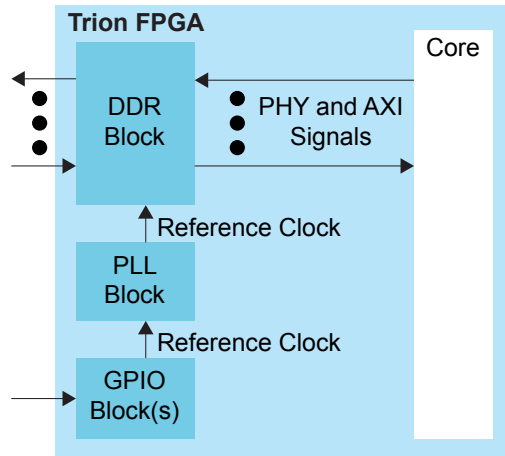 Trion FPGA
Core
DDR
Block
PHY and AXI
Signals
Reference Clock
PLL
Block
Reference Clock
GPIO
Block(s)